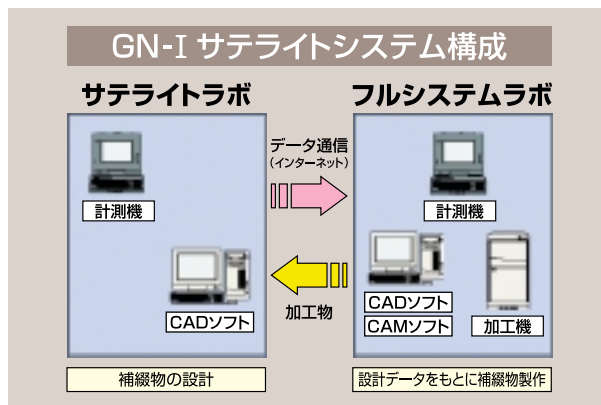 GN-I サテライトシステム構成
サテライトラボ
フルシステムラボ
データ通信
(インターネット)
計測機
計測機
CADソフト
加工物
CADソフト
CAMソフト
加工機
補綴物の設計
設計データをもとに補綴物製作